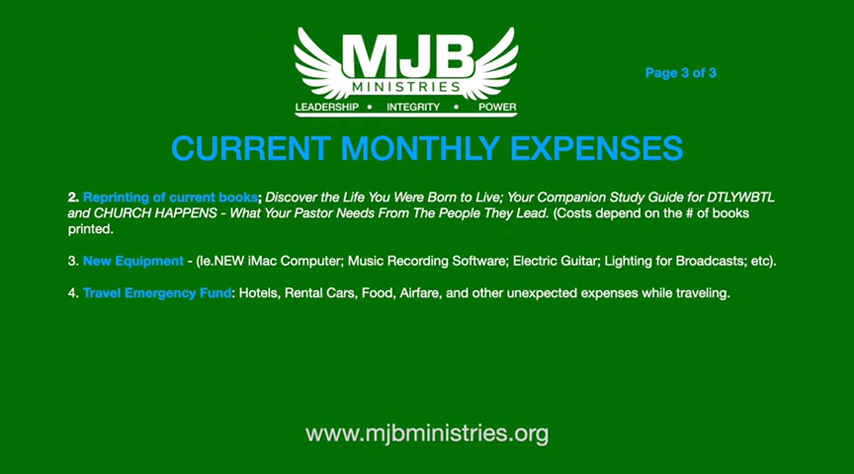 MJB
MINISTRIES
LEADERSHIP • INTEGRITY • POWER
Page 3 of 3
CURRENT MONTHLY EXPENSES
2. Reprinting of current books; Discover the Life You Were Born to Live; Your Companion Study Guide for DTLYWBTL
and CHURCH HAPPENS - What Your Pastor Needs From The People They Lead. (Costs depend on the # of books
printed.
3. New Equipment - (Ie.NEW iMac Computer; Music Recording Software; Electric Guitar; Lighting for Broadcasts; etc).
4. Travel Emergency Fund: Hotels, Rental Cars, Food, Airfare, and other unexpected expenses while traveling.
www.mjbministries.org